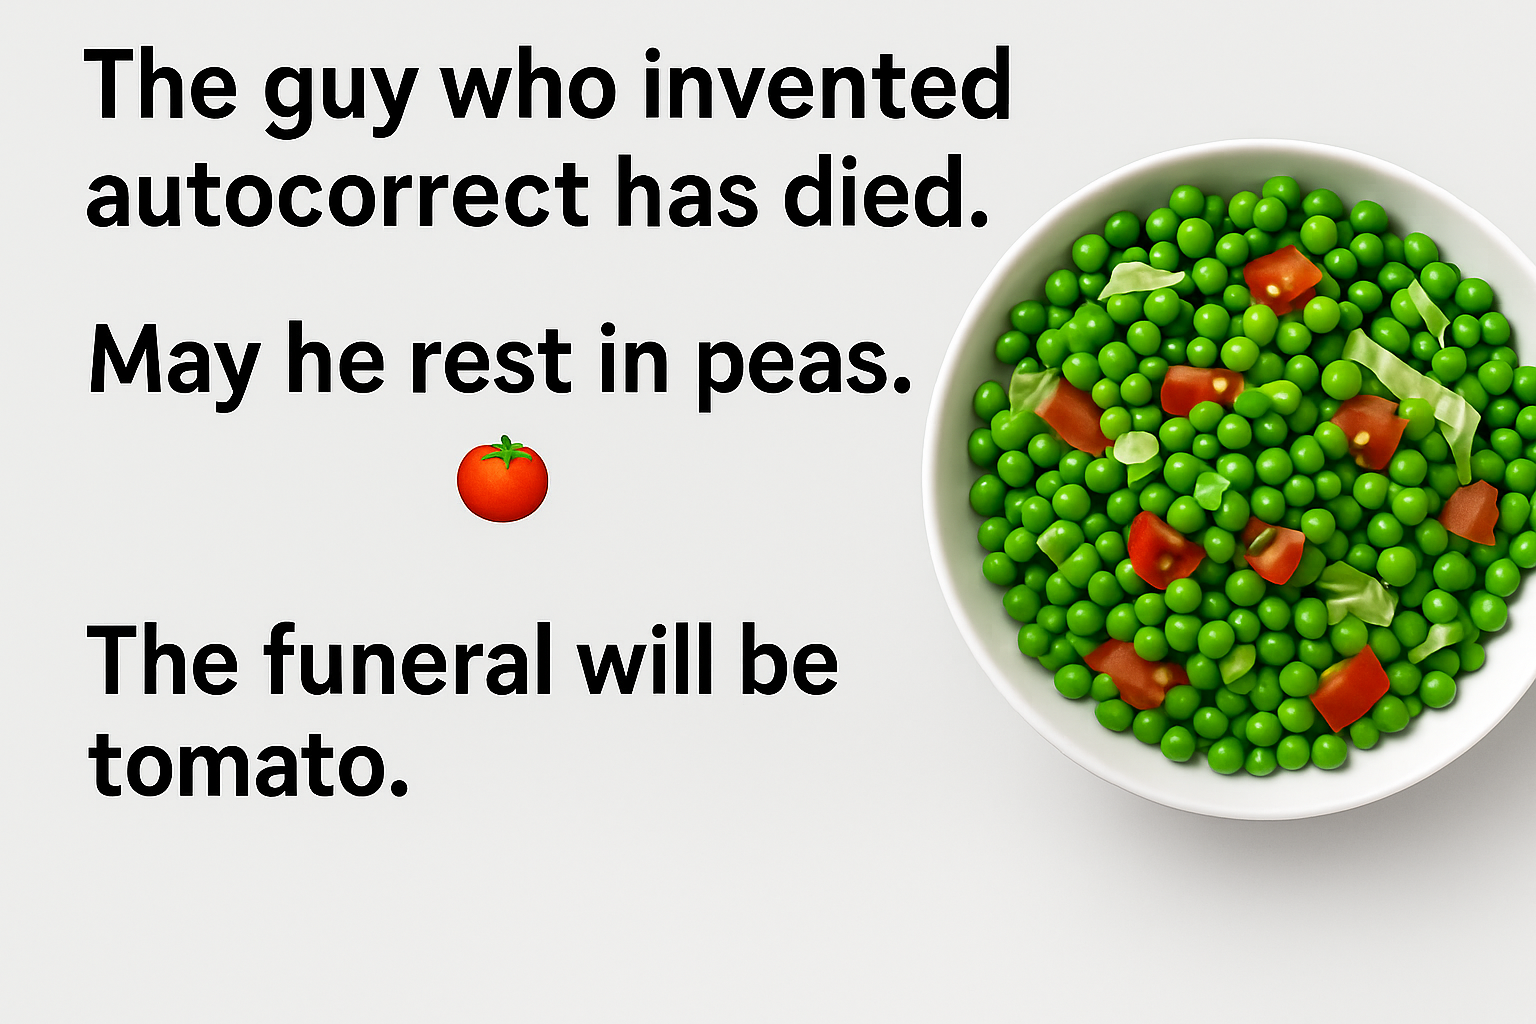 The guy who invented
autocorrect has died.
May he rest in peas.
The funeral will be
tomato.